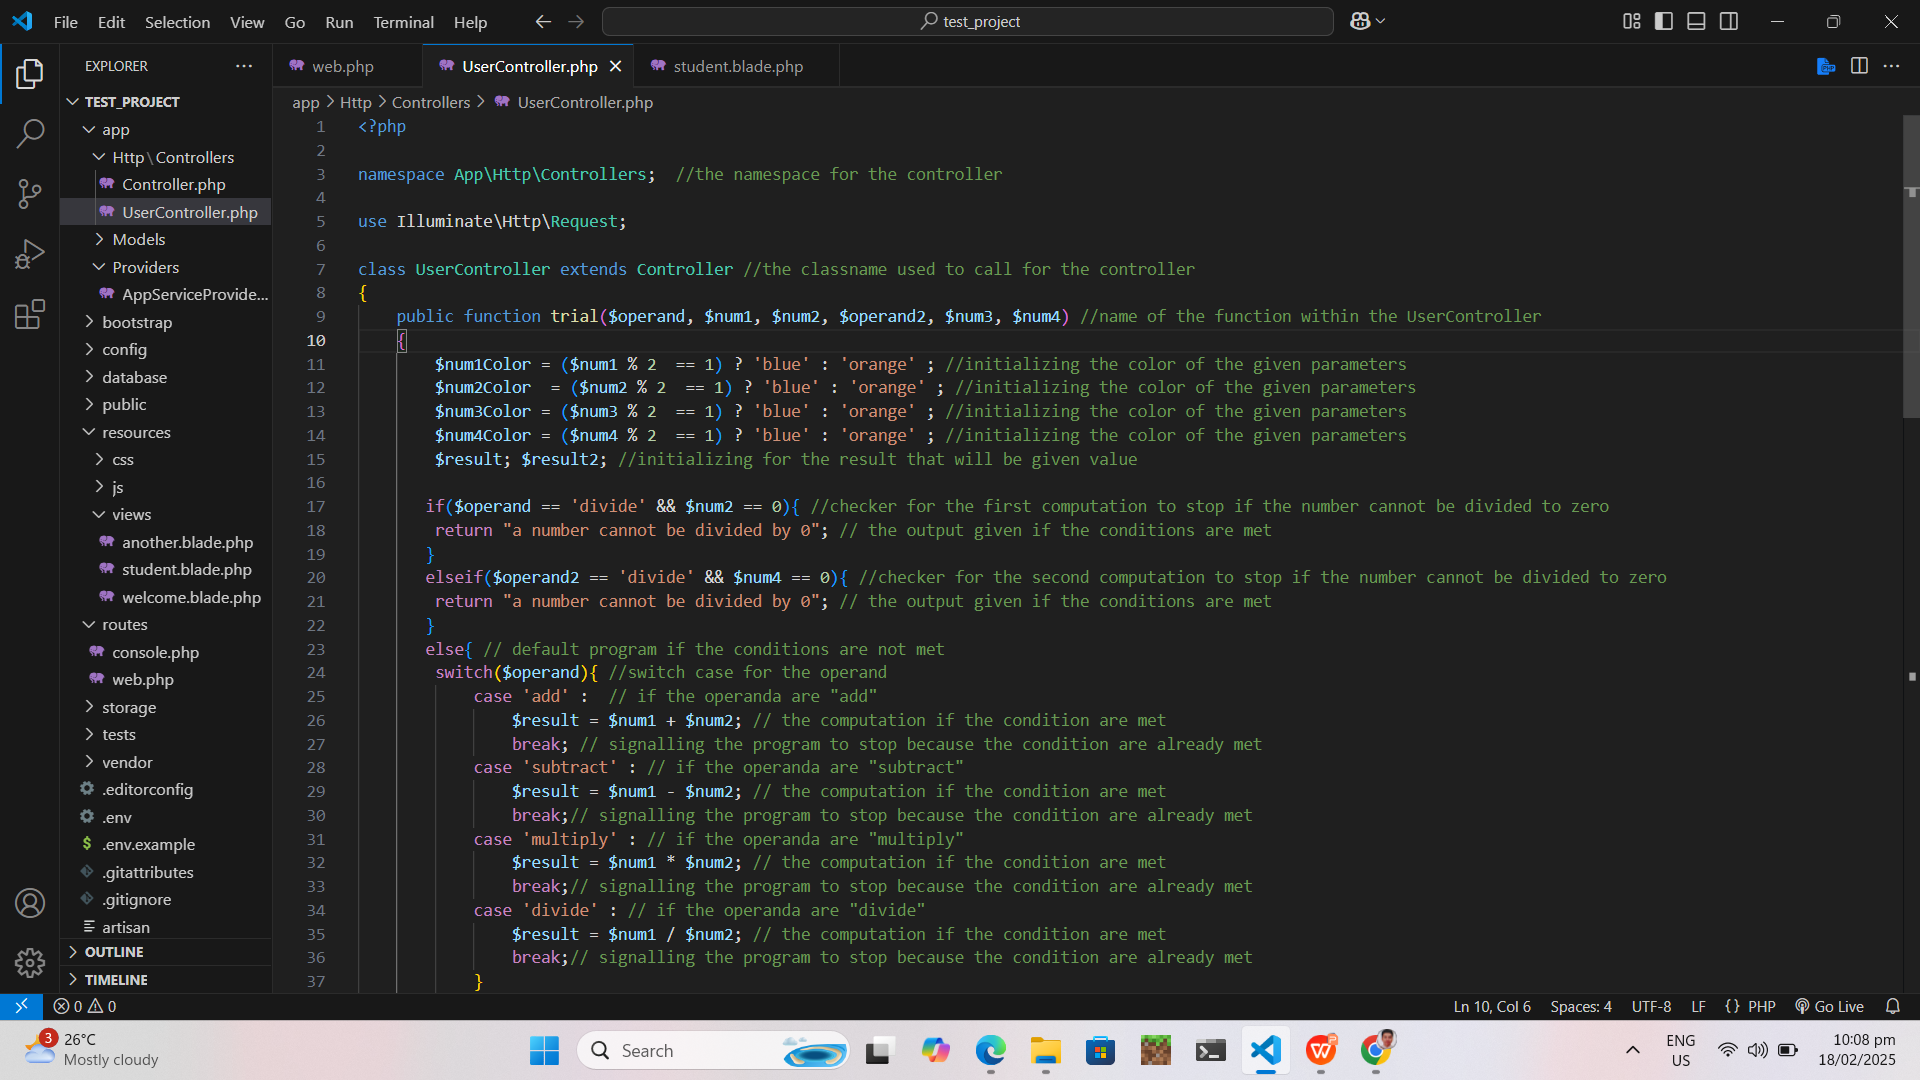 File Edit Selection View Go Run Terminal Help
test_project
EXPLORER
TEST_PROJECT
app
Http\Controllers
Controller.php
UserController.php
Models
Providers
AppServiceProvide...
bootstrap
config
database
public
resources
css
js
views
another.blade.php
student.blade.php
welcome.blade.php
routes
console.php
web.php
storage
tests
vendor
.editorconfig
.env
$ .env.example
.gitattributes
.gitignore
artisan
OUTLINE
TIMELINE
web.php UserController.php student.blade.php
app > Http > Controllers > UserController.php
1 <?php
2
3 namespace App\Http\Controllers;  //the namespace for the controller
4
5 use Illuminate\Http\Request;
6
7 class UserController extends Controller //the classname used to call for the controller
8 {
9 public function trial($operand, $num1, $num2, $operand2, $num3, $num4) //name of the function within the UserController
10 {
11 $num1Color = ($num1 % 2  == 1) ? 'blue' : 'orange' ; //initializing the color of the given parameters
12 $num2Color  = ($num2 % 2  == 1) ? 'blue' : 'orange' ; //initializing the color of the given parameters
13 $num3Color = ($num3 % 2  == 1) ? 'blue' : 'orange' ; //initializing the color of the given parameters
14 $num4Color = ($num4 % 2  == 1) ? 'blue' : 'orange' ; //initializing the color of the given parameters
15 $result; $result2; //initializing for the result that will be given value
16
17 if($operand == 'divide' && $num2 == 0){ //checker for the first computation to stop if the number cannot be divided to zero
18 return "a number cannot be divided by 0"; // the output given if the conditions are met
19 }
20 elseif($operand2 == 'divide' && $num4 == 0){ //checker for the second computation to stop if the number cannot be divided to zero
21 return "a number cannot be divided by 0"; // the output given if the conditions are met
22 }
23 else{ // default program if the conditions are not met
24 switch($operand){ //switch case for the operand
25 case 'add' :  // if the operanda are "add"
26 $result = $num1 + $num2; // the computation if the condition are met
27 break; // signalling the program to stop because the condition are already met
28 case 'subtract' : // if the operanda are "subtract"
29 $result = $num1 - $num2; // the computation if the condition are met
30 break;// signalling the program to stop because the condition are already met
31 case 'multiply' : // if the operanda are "multiply"
32 $result = $num1 * $num2; // the computation if the condition are met
33 break;// signalling the program to stop because the condition are already met
34 case 'divide' : // if the operanda are "divide"
35 $result = $num1 / $num2; // the computation if the condition are met
36 break;// signalling the program to stop because the condition are already met
37 }
0 0 Ln 10, Col 6 Spaces: 4 UTF-8 LF {} PHP Go Live
3 26°C
Mostly cloudy
Search
ENG
US
10:08 pm
18/02/2025